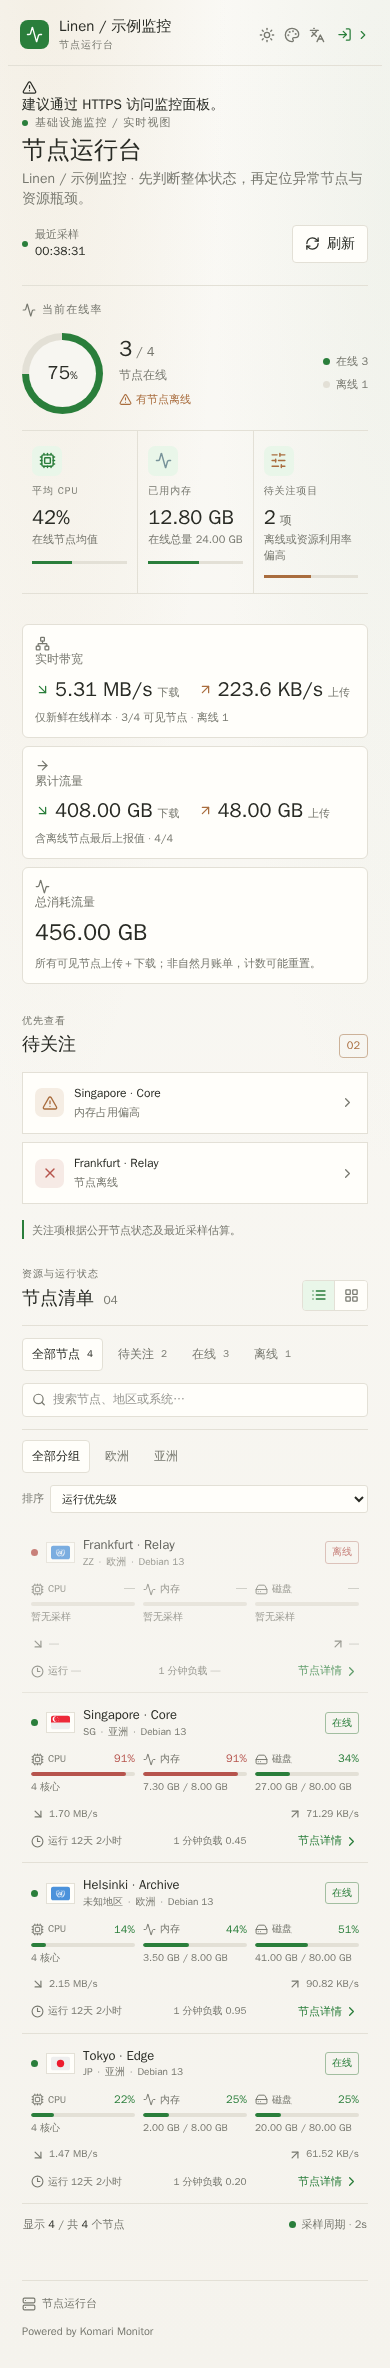 Linen / 示例监控
节点运行台
建议通过 HTTPS 访问监控面板。
基础设施监控 / 实时视图
节点运行台
Linen / 示例监控 · 先判断整体状态，再定位异常节点与
资源瓶颈。
最近采样
00:38:31
刷新
当前在线率
75%
3 / 4
节点在线
有节点离线
在线 3
离线 1
平均 CPU
42%
在线节点均值
已用内存
12.80 GB
在线总量 24.00 GB
待关注项目
2 项
离线或资源利用率
偏高
实时带宽
5.31 MB/s 下载 223.6 KB/s 上传
仅新鲜在线样本 · 3/4 可见节点 · 离线 1
累计流量
408.00 GB 下载 48.00 GB 上传
含离线节点最后上报值 · 4/4
总消耗流量
456.00 GB
所有可见节点上传＋下载；非自然月账单，计数可能重置。
优先查看
待关注 02
Singapore · Core
内存占用偏高
Frankfurt · Relay
节点离线
关注项根据公开节点状态及最近采样估算。
资源与运行状态
节点清单 04
全部节点 4 待关注 2 在线 3 离线 1
搜索节点、地区或系统…
全部分组 欧洲 亚洲
排序 运行优先级
Frankfurt · Relay 离线
ZZ · 欧洲 · Debian 13
CPU — 内存 — 磁盘 —
暂无采样 暂无采样 暂无采样
— —
运行 — 1 分钟负载 — 节点详情
Singapore · Core 在线
SG · 亚洲 · Debian 13
CPU 91% 内存 91% 磁盘 34%
4 核心 7.30 GB / 8.00 GB 27.00 GB / 80.00 GB
1.70 MB/s 71.29 KB/s
运行 12天 2小时 1 分钟负载 0.45 节点详情
Helsinki · Archive 在线
未知地区 · 欧洲 · Debian 13
CPU 14% 内存 44% 磁盘 51%
4 核心 3.50 GB / 8.00 GB 41.00 GB / 80.00 GB
2.15 MB/s 90.82 KB/s
运行 12天 2小时 1 分钟负载 0.95 节点详情
Tokyo · Edge 在线
JP · 亚洲 · Debian 13
CPU 22% 内存 25% 磁盘 25%
4 核心 2.00 GB / 8.00 GB 20.00 GB / 80.00 GB
1.47 MB/s 61.52 KB/s
运行 12天 2小时 1 分钟负载 0.20 节点详情
显示 4 / 共 4 个节点 采样周期 · 2s
节点运行台
Powered by Komari Monitor